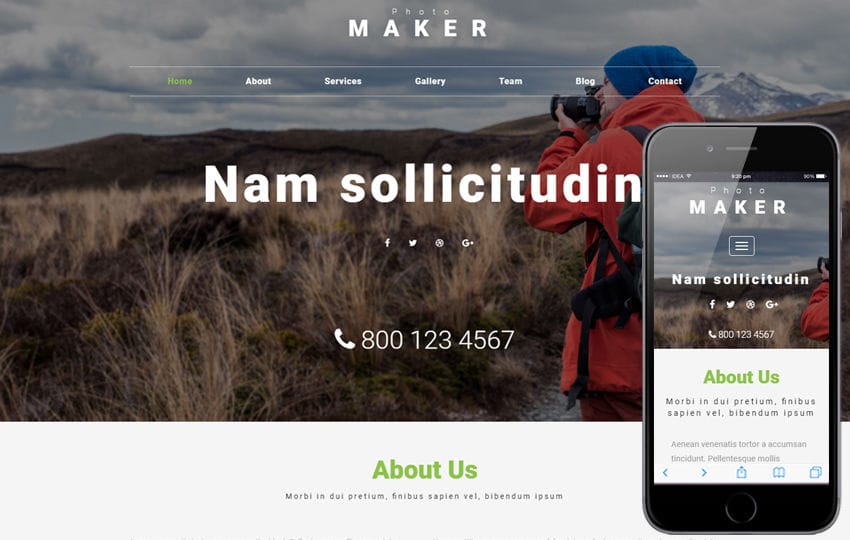 Photo
MAKER
Home About Services Gallery Team Blog Contact
Nam sollicitudin
800 123 4567
About Us
Morbi in dui pretium, finibus sapien vel, bibendum ipsum
IDEA 9:20 pm 90%
Photo
MAKER
Nam sollicitudin
800 123 4567
About Us
Morbi in dui pretium, finibus
sapien vel, bibendum ipsum
Aenean venenatis tortor a accumsan
tincidunt. Pellentesque mollis